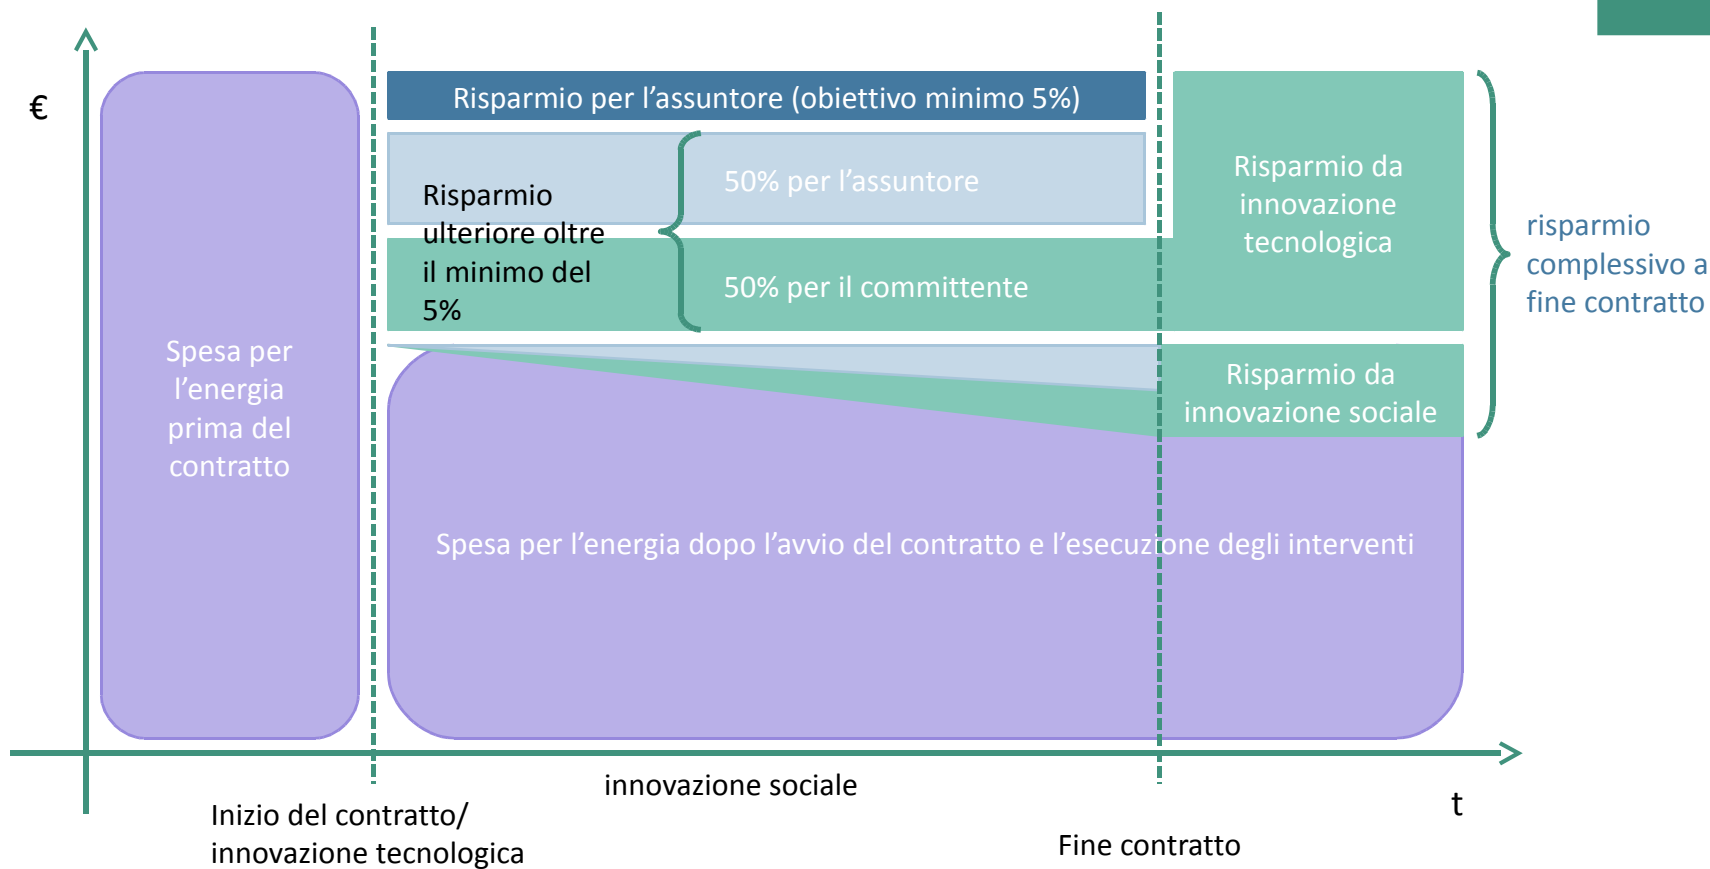 €
Spesa per
l’energia
prima del
contratto
Risparmio per l’assuntore (obiettivo minimo 5%)
Risparmio
ulteriore oltre
il minimo del
5%
50% per l’assuntore
50% per il committente
Risparmio da
innovazione
tecnologica
Risparmio da
innovazione sociale
risparmio
complessivo a
fine contratto
Spesa per l’energia dopo l’avvio del contratto e l’esecuzione degli interventi
innovazione sociale
t
Inizio del contratto/
innovazione tecnologica
Fine contratto